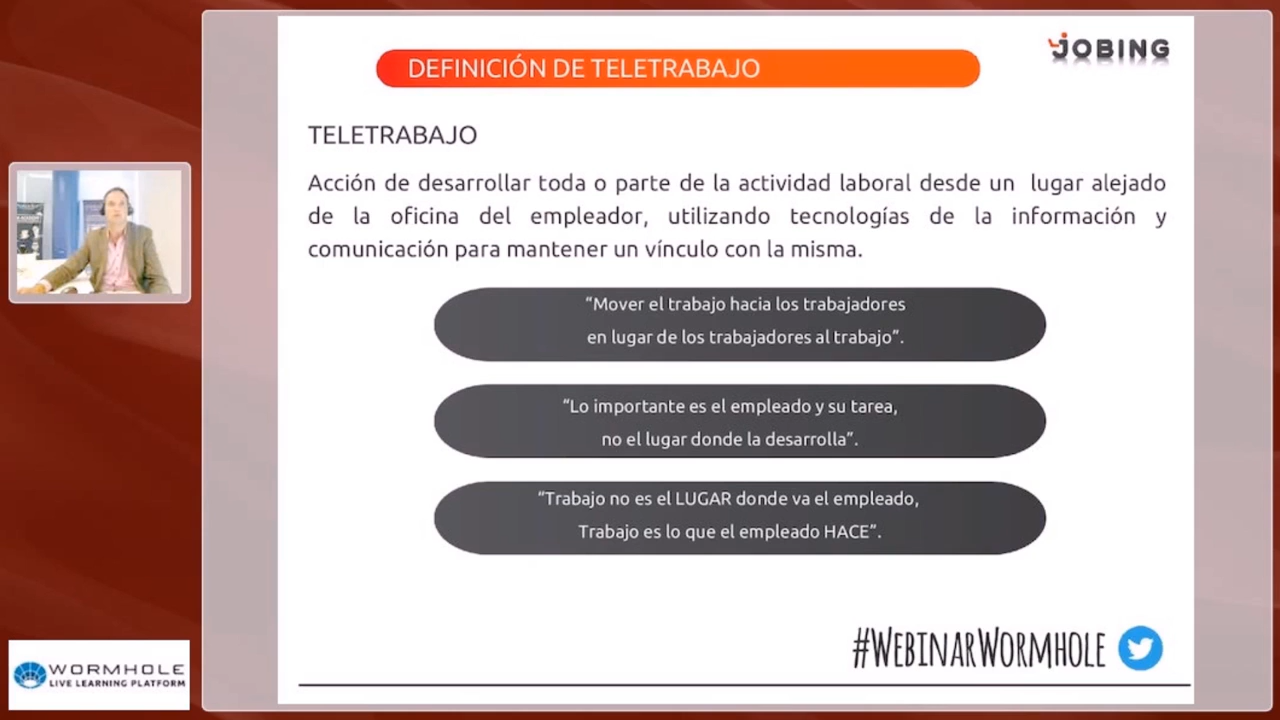 DEFINICIÓN DE TELETRABAJO
JOBING
TELETRABAJO
Acción de desarrollar toda o parte de la actividad laboral desde un lugar alejado
de la oficina del empleador, utilizando tecnologías de la información y
comunicación para mantener un vínculo con la misma.
“Mover el trabajo hacia los trabajadores
en lugar de los trabajadores al trabajo”.
“Lo importante es el empleado y su tarea,
no el lugar donde la desarrolla”.
“Trabajo no es el LUGAR donde va el empleado,
Trabajo es lo que el empleado HACE”.
#WEBINARWORMHOLE
WORMHOLE
LIVE LEARNING PLATFORM